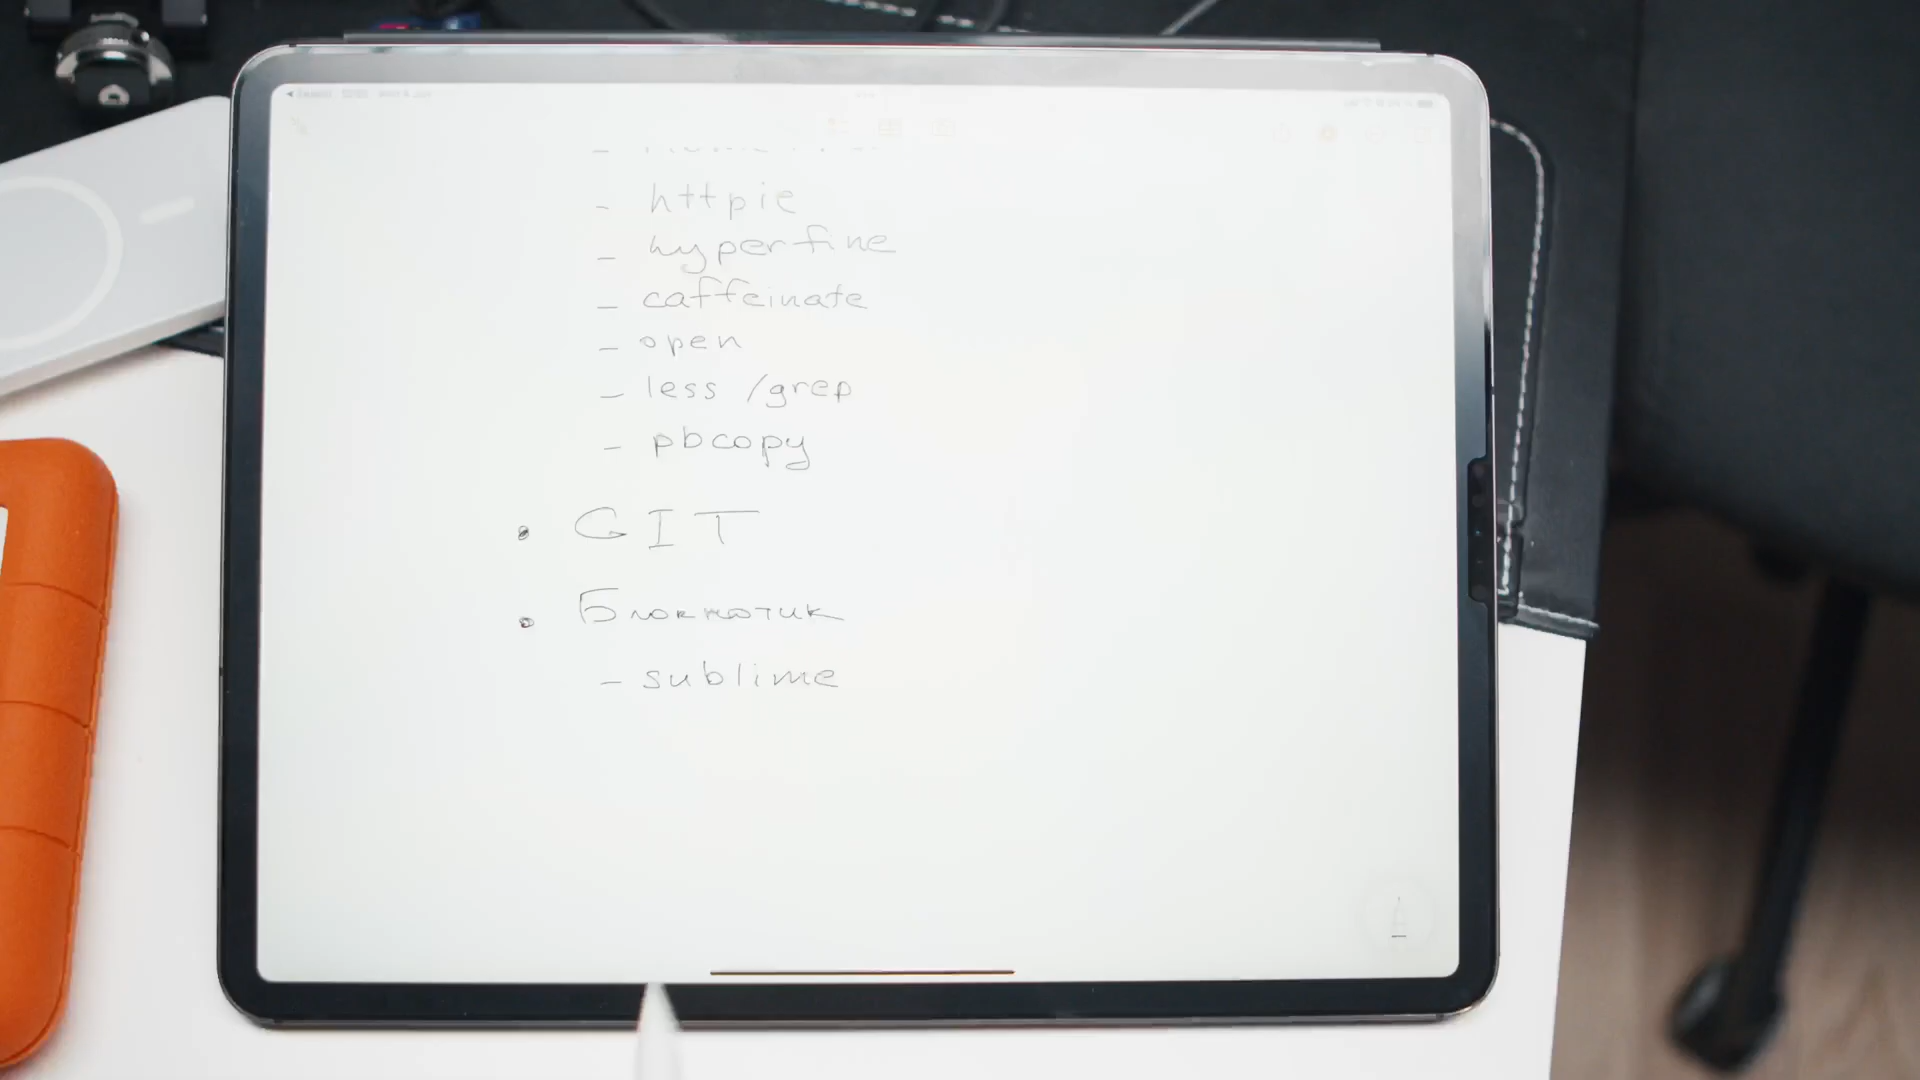 - httpie
- hyperfine
- caffeinate
- open
- less /grep
- pbcopy
• GIT
• Блокнотик
- sublime